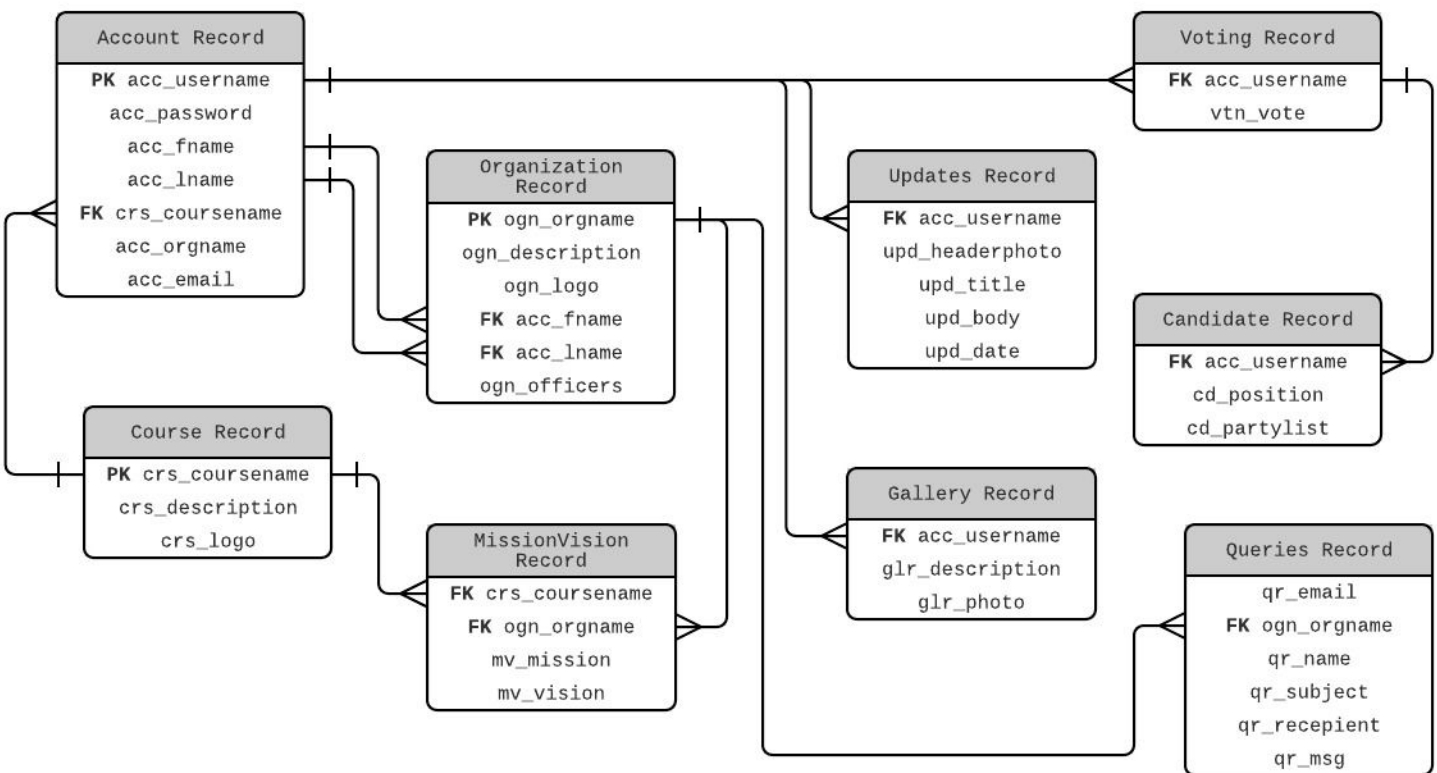 Account Record
PK acc_username
acc_password
acc_fname
acc_lname
FK crs_coursename
acc_orgname
acc_email
Organization
Record
PK ogn_orgname
ogn_description
ogn_logo
FK acc_fname
FK acc_lname
ogn_officers
Voting Record
FK acc_username
vtn_vote
Updates Record
FK acc_username
upd_headerphoto
upd_title
upd_body
upd_date
Candidate Record
FK acc_username
cd_position
cd_partylist
Course Record
PK crs_coursename
crs_description
crs_logo
MissionVision
Record
FK crs_coursename
FK ogn_orgname
mv_mission
mv_vision
Gallery Record
FK acc_username
glr_description
glr_photo
Queries Record
qr_email
FK ogn_orgname
qr_name
qr_subject
qr_recepient
qr_msg